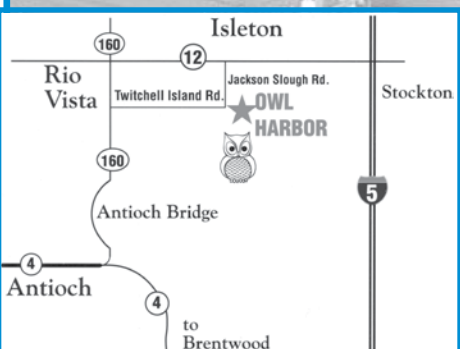 Isleton
160
12
Rio
Vista
Jackson Slough Rd.
Twitchell Island Rd.
Stockton
OWL
HARBOR
160
5
Antioch Bridge
4
Antioch
4
to
Brentwood